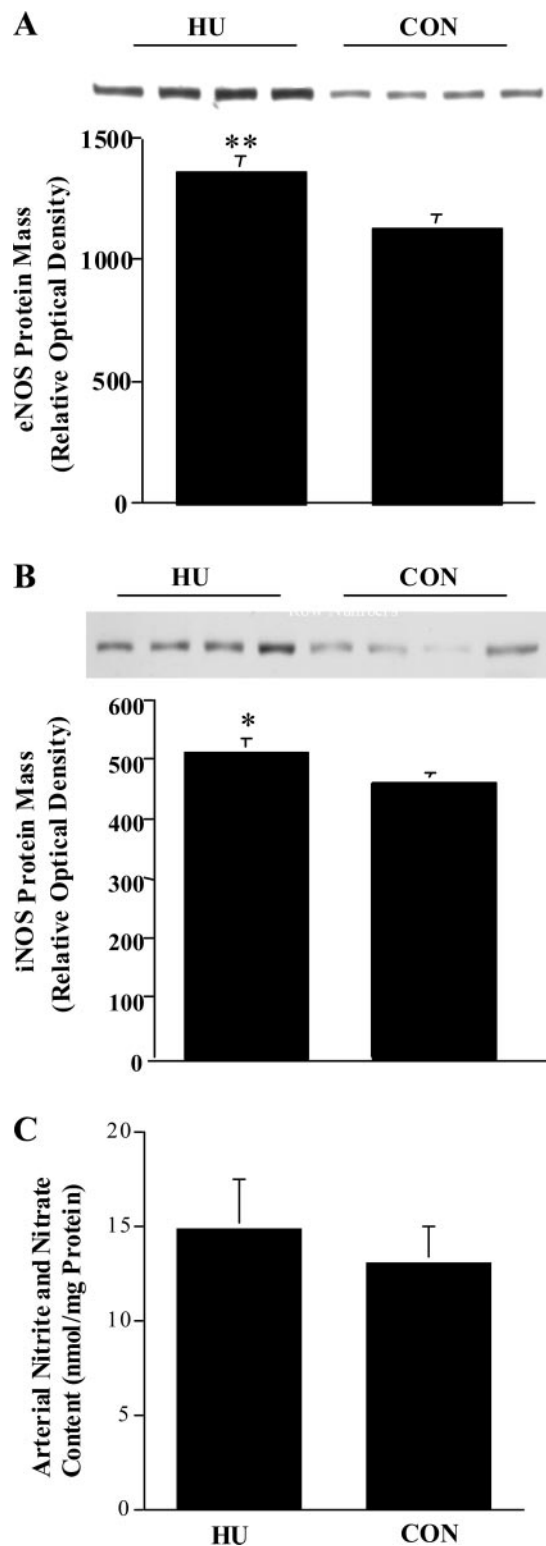 A
HU CON
eNOS Protein Mass
(Relative Optical Density)
1500
1000
500
0
**
B
HU CON
iNOS Protein Mass
(Relative Optical Density)
600
500
400
300
200
100
0
*
C
Arterial Nitrite and Nitrate
Content (nmol/mg Protein)
20
15
10
5
0
HU CON